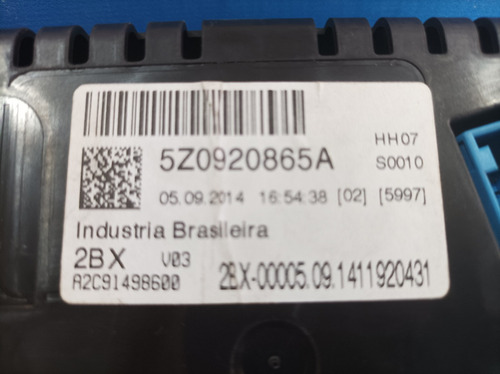 5Z0920865A
HH07
S0010
05.09.2014 16:54:38 [02] [5997]
Industria Brasileira
2BX V03
A2C91498600
2BX-00005.09.1411920431